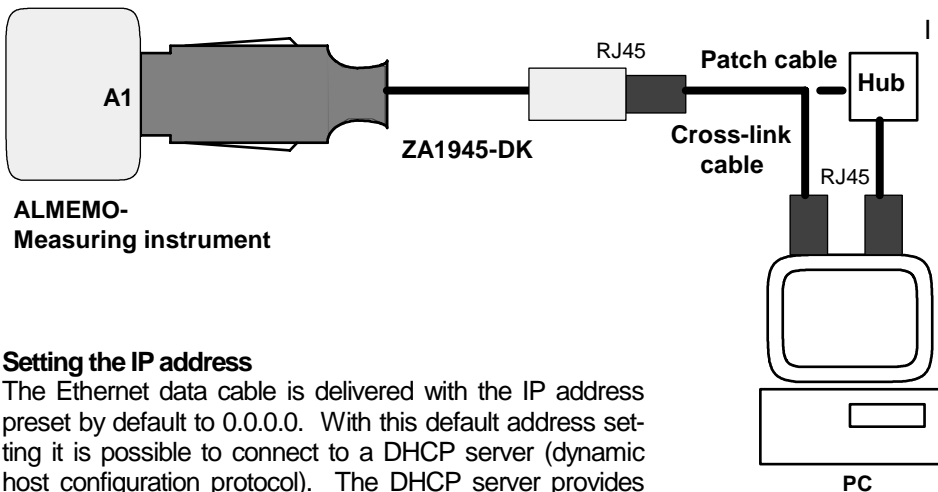 RJ45
Patch cable
Hub
A1
ZA1945-DK
Cross-link
cable
RJ45
ALMEMO-
Measuring instrument
PC
Setting the IP address
The Ethernet data cable is delivered with the IP address
preset by default to 0.0.0.0. With this default address set-
ting it is possible to connect to a DHCP server (dynamic
host configuration protocol). The DHCP server provides